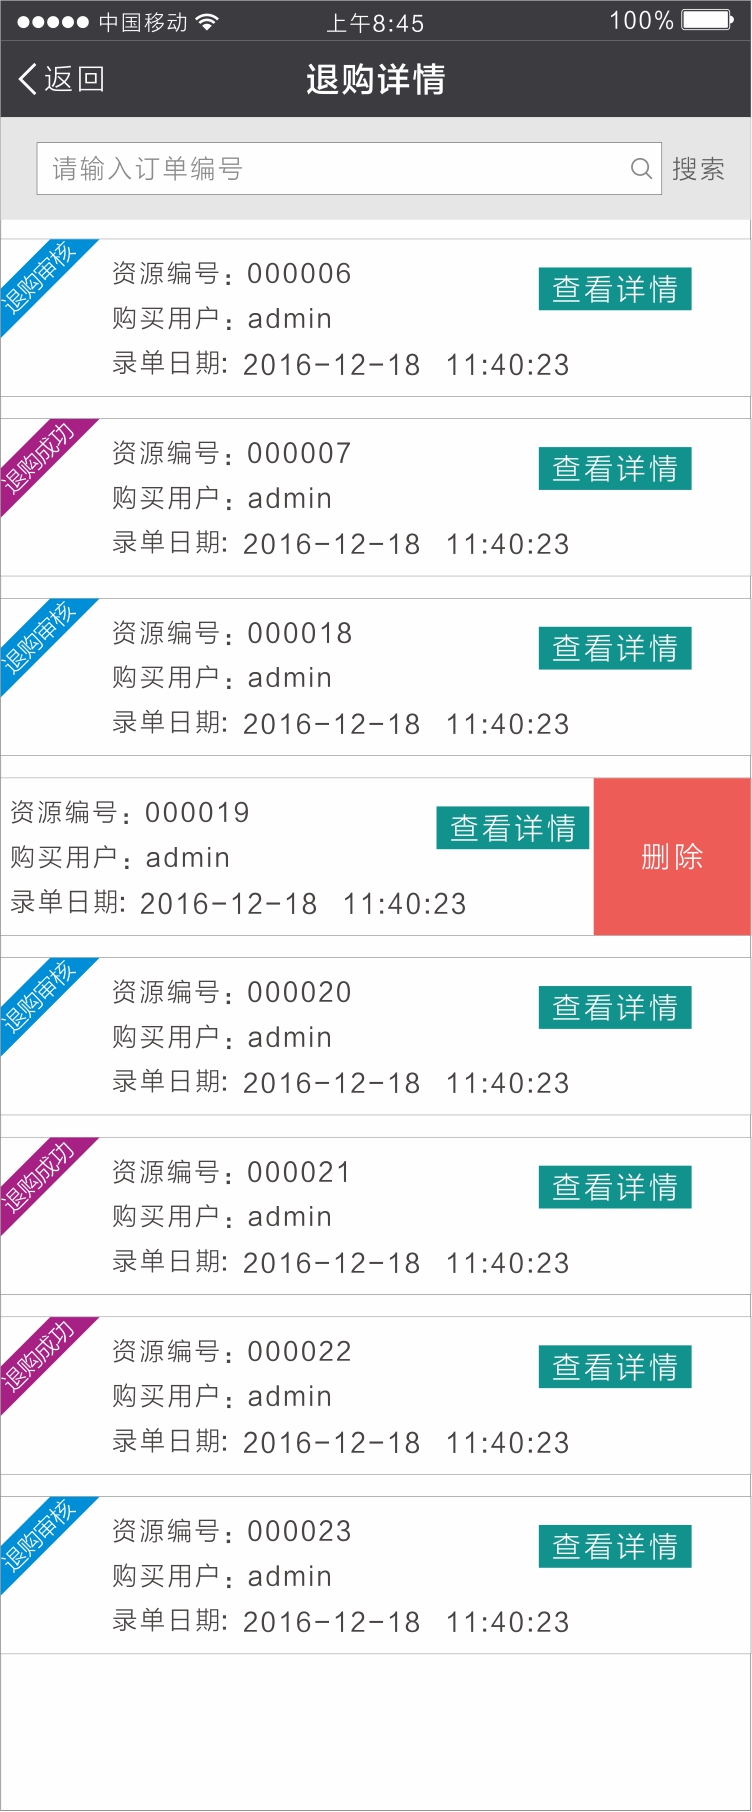 中国移动 上午8:45 100%
返回 退购详情
请输入订单编号 搜索
退购审核
资源编号：000006 查看详情
购买用户：admin
录单日期: 2016-12-18 11:40:23
退购成功
资源编号：000007 查看详情
购买用户：admin
录单日期: 2016-12-18 11:40:23
退购审核
资源编号：000018 查看详情
购买用户：admin
录单日期: 2016-12-18 11:40:23
资源编号：000019 查看详情
购买用户：admin 删除
录单日期: 2016-12-18 11:40:23
退购审核
资源编号：000020 查看详情
购买用户：admin
录单日期: 2016-12-18 11:40:23
退购成功
资源编号：000021 查看详情
购买用户：admin
录单日期: 2016-12-18 11:40:23
退购成功
资源编号：000022 查看详情
购买用户：admin
录单日期: 2016-12-18 11:40:23
退购审核
资源编号：000023 查看详情
购买用户：admin
录单日期: 2016-12-18 11:40:23